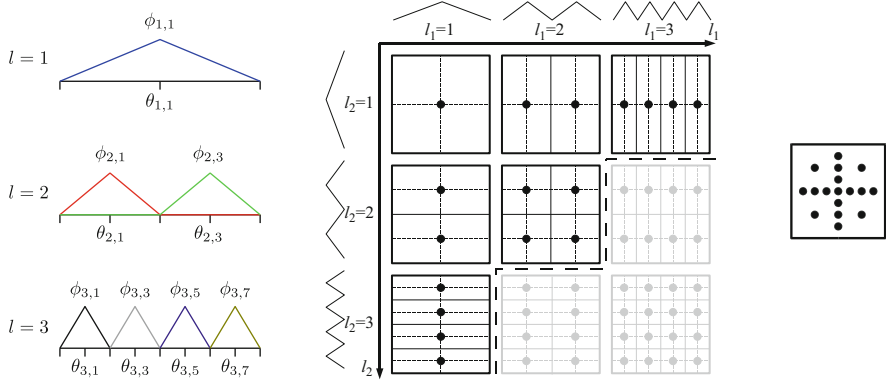 l = 1
ϕ1,1
θ1,1
l = 2
ϕ2,1 ϕ2,3
θ2,1 θ2,3
l = 3
ϕ3,1 ϕ3,3 ϕ3,5 ϕ3,7
θ3,1 θ3,3 θ3,5 θ3,7
l1=1 l1=2 l1=3 l1
l2=1
l2=2
l2=3
l2